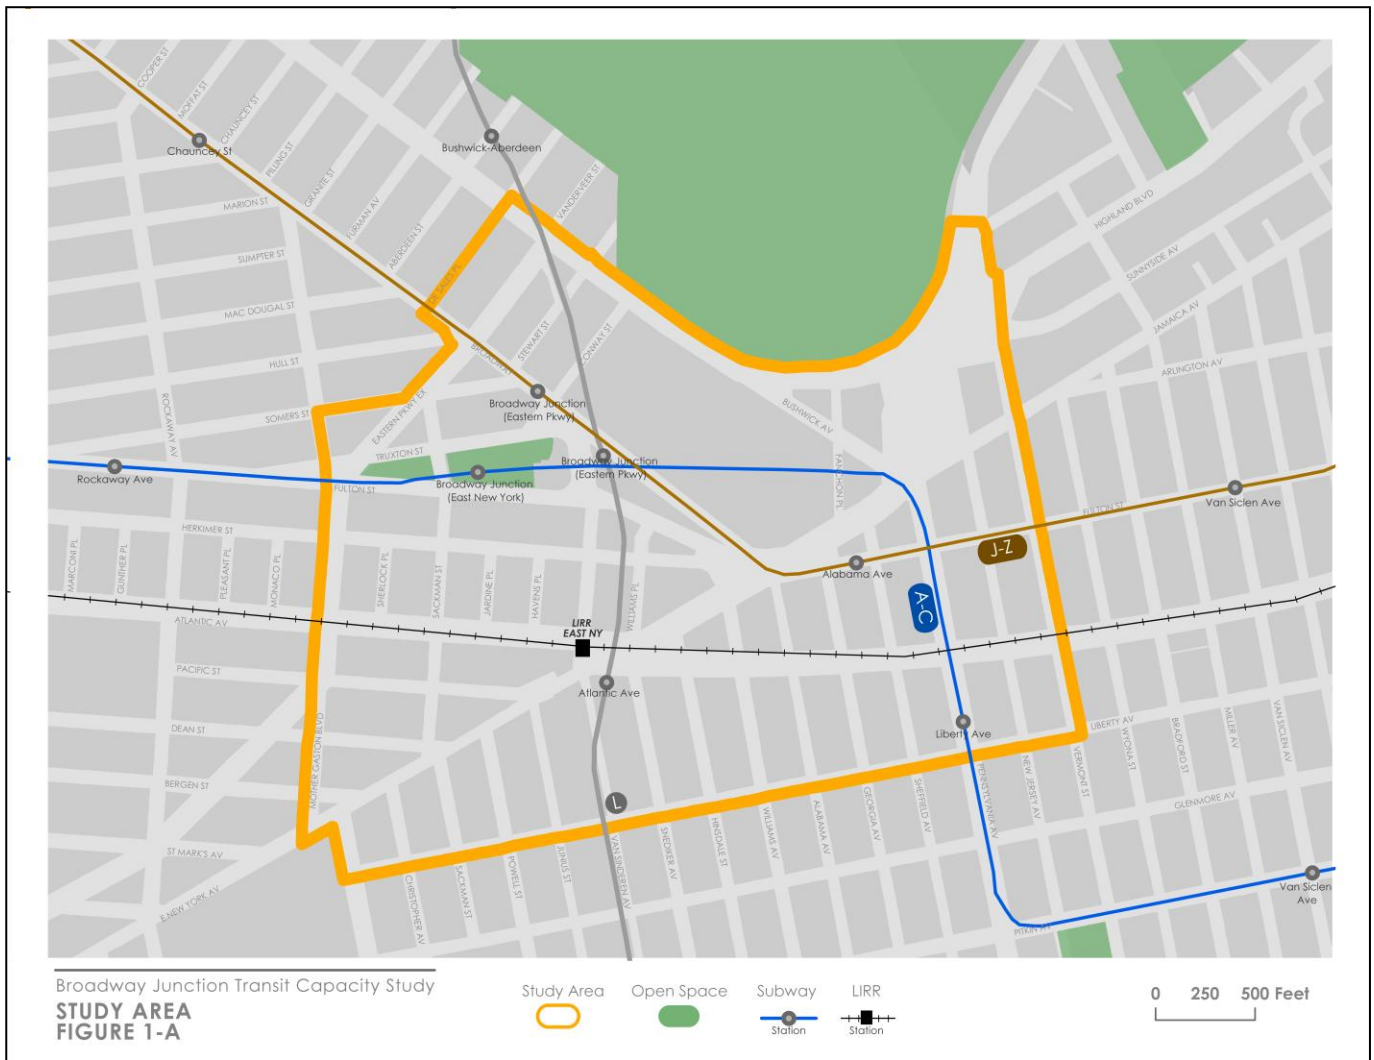 COOPER ST
MOFFAT ST
CHAUNCEY ST
Chauncey St
PILLING ST
GRANITE ST
FURMAN AV
ABERDEEN ST
DE SALES PL
Bushwick-Aberdeen
VANDERVEER ST
HIGHLAND BLVD
SUNNYSIDE AV
JAMAICA AV
ARLINGTON AV
MARION ST
SUMPTER ST
MAC DOUGAL ST
HULL ST
SOMERS ST
ROCKAWAY AV
EASTERN PKWY EX
TRUXTON ST
BROADWAY
STEWART ST
CONWAY ST
Broadway Junction
(Eastern Pkwy)
BUSHWICK AV
FANCHON PL
Rockaway Ave
FULTON ST
Broadway Junction
(East New York)
Broadway Junction
(Eastern Pkwy)
Van Siclen Ave
FULTON ST
J-Z
Alabama Ave
A-C
HERKIMER ST
MARCONI PL
GUNTHER PL
PLEASANT PL
MONACO PL
SHERLOCK PL
SACKMAN ST
JARDINE PL
HAVENS PL
WILLIAMS PL
ATLANTIC AV
LIRR
EAST NY
PACIFIC ST
Atlantic Ave
DEAN ST
MOTHER GASTON BLVD
BERGEN ST
ST MARK'S AV
E.NEW YORK AV
Liberty Ave
LIBERTY AV
L
CHRISTOPHER AV
SACKMAN ST
POWELL ST
JUNIUS ST
VAN SINDEREN AV
SNEDIKER AV
HINSDALE ST
WILLIAMS AV
ALABAMA AV
GEORGIA AV
SHEFFIELD AV
PENNSYLVANIA AV
NEW JERSEY AV
VERMONT ST
WYONA ST
BRADFORD ST
MILLER AV
VAN SICLEN AV
GLENMORE AV
PITKIN AV
Van Siclen
Ave
Broadway Junction Transit Capacity Study
STUDY AREA
FIGURE 1-A
Study Area
Open Space
Subway
Station
LIRR
Station
0 250 500 Feet